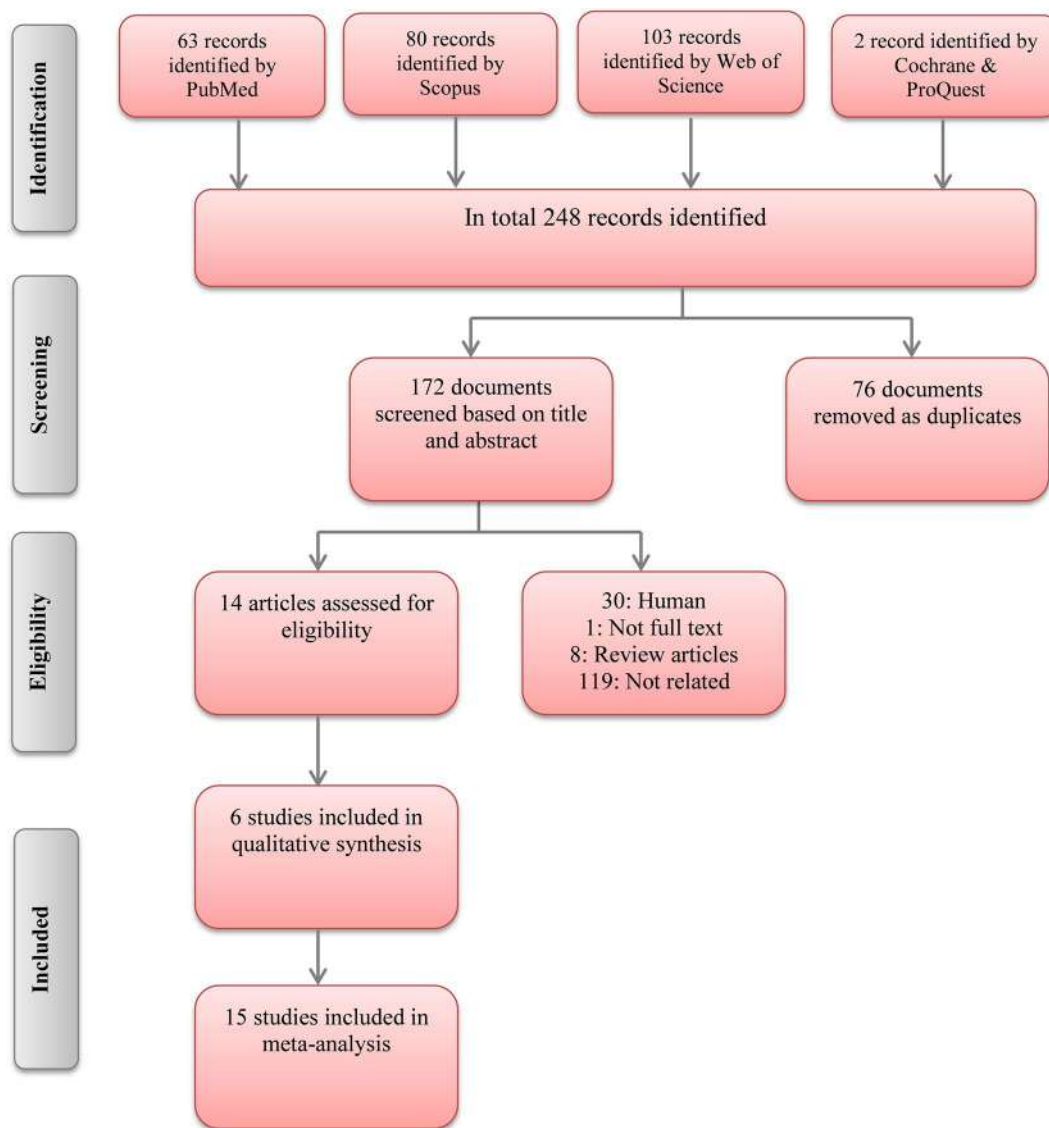 Identification
63 records
identified by
PubMed
80 records
identified by
Scopus
103 records
identified by Web of
Science
2 record identified by
Cochrane &
ProQuest
In total 248 records identified
Screening
172 documents
screened based on title
and abstract
76 documents
removed as duplicates
Eligibility
14 articles assessed for
eligibility
30: Human
1: Not full text
8: Review articles
119: Not related
Included
6 studies included in
qualitative synthesis
15 studies included in
meta-analysis